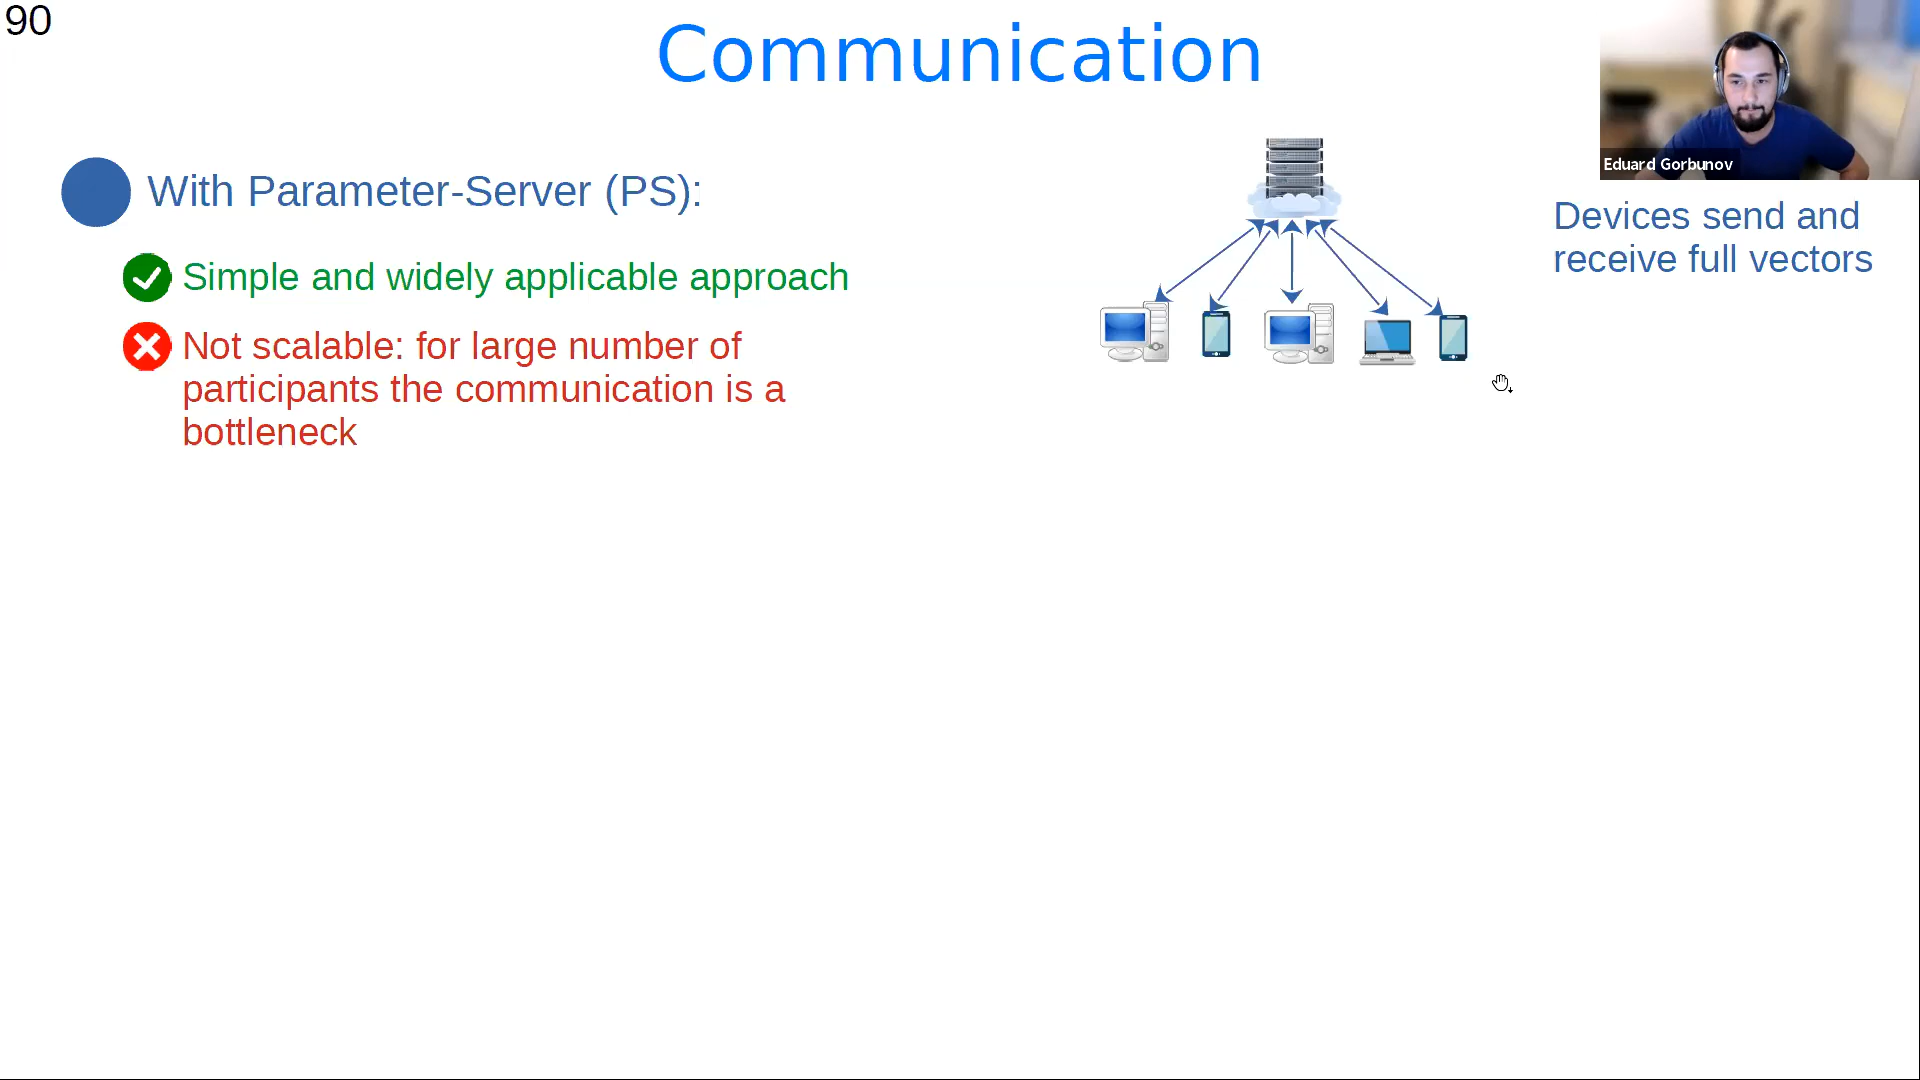 90
Communication
Eduard Gorbunov
With Parameter-Server (PS):
Devices send and
receive full vectors
Simple and widely applicable approach
Not scalable: for large number of
participants the communication is a
bottleneck